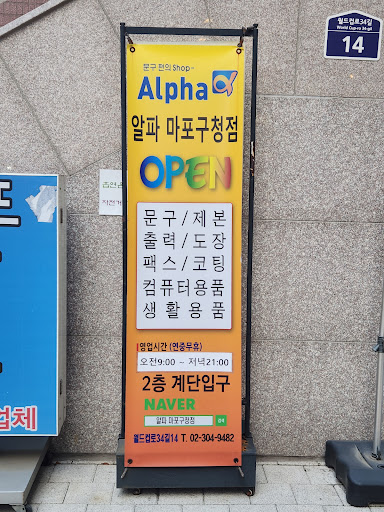 월드컵로34길
World Cup-ro 34-gil
14
문구 편의 Shop
Alpha
알파 마포구청점
OPEN
문구/제본
출력/도장
팩스/코팅
컴퓨터용품
생활용품
영업시간 (연중무휴)
오전9:00 ~ 저녁21:00
2층 계단입구
NAVER
알파 마포구청점
월드컵로34길14 T. 02-304-9482
업체